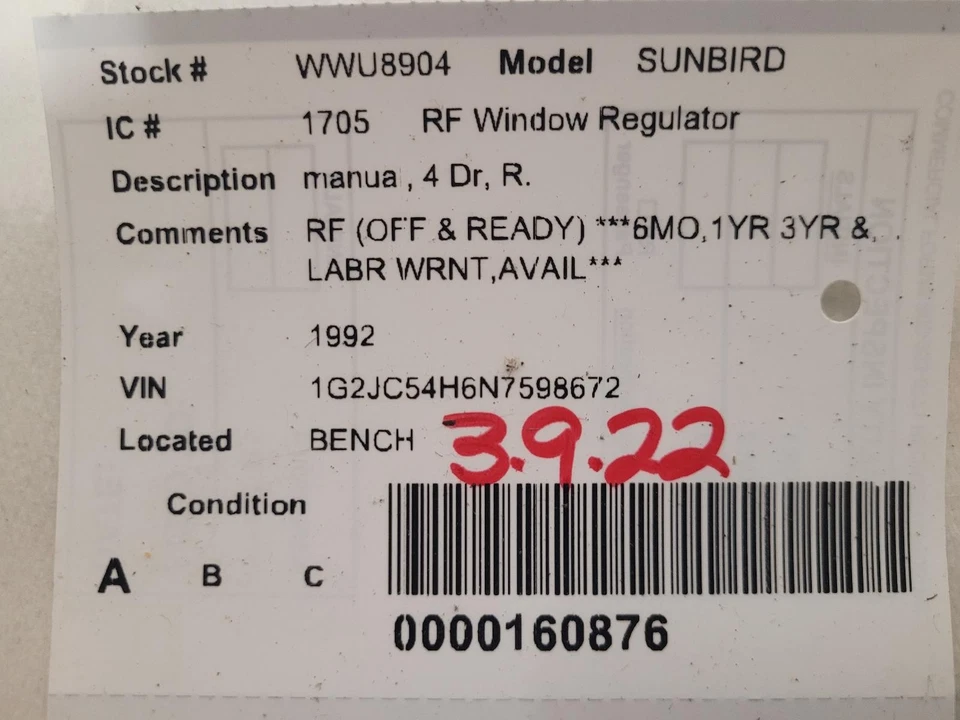 Stock # WWU8904 Model SUNBIRD
IC # 1705 RF Window Regulator
Description manua, 4 Dr, R.
Comments RF (OFF & READY) ***6MO,1YR 3YR &
LABR WRNT,AVAIL***
Year 1992
VIN 1G2JC54H6N7598672
Located BENCH 3.9.22
Condition
A B C
0000160876